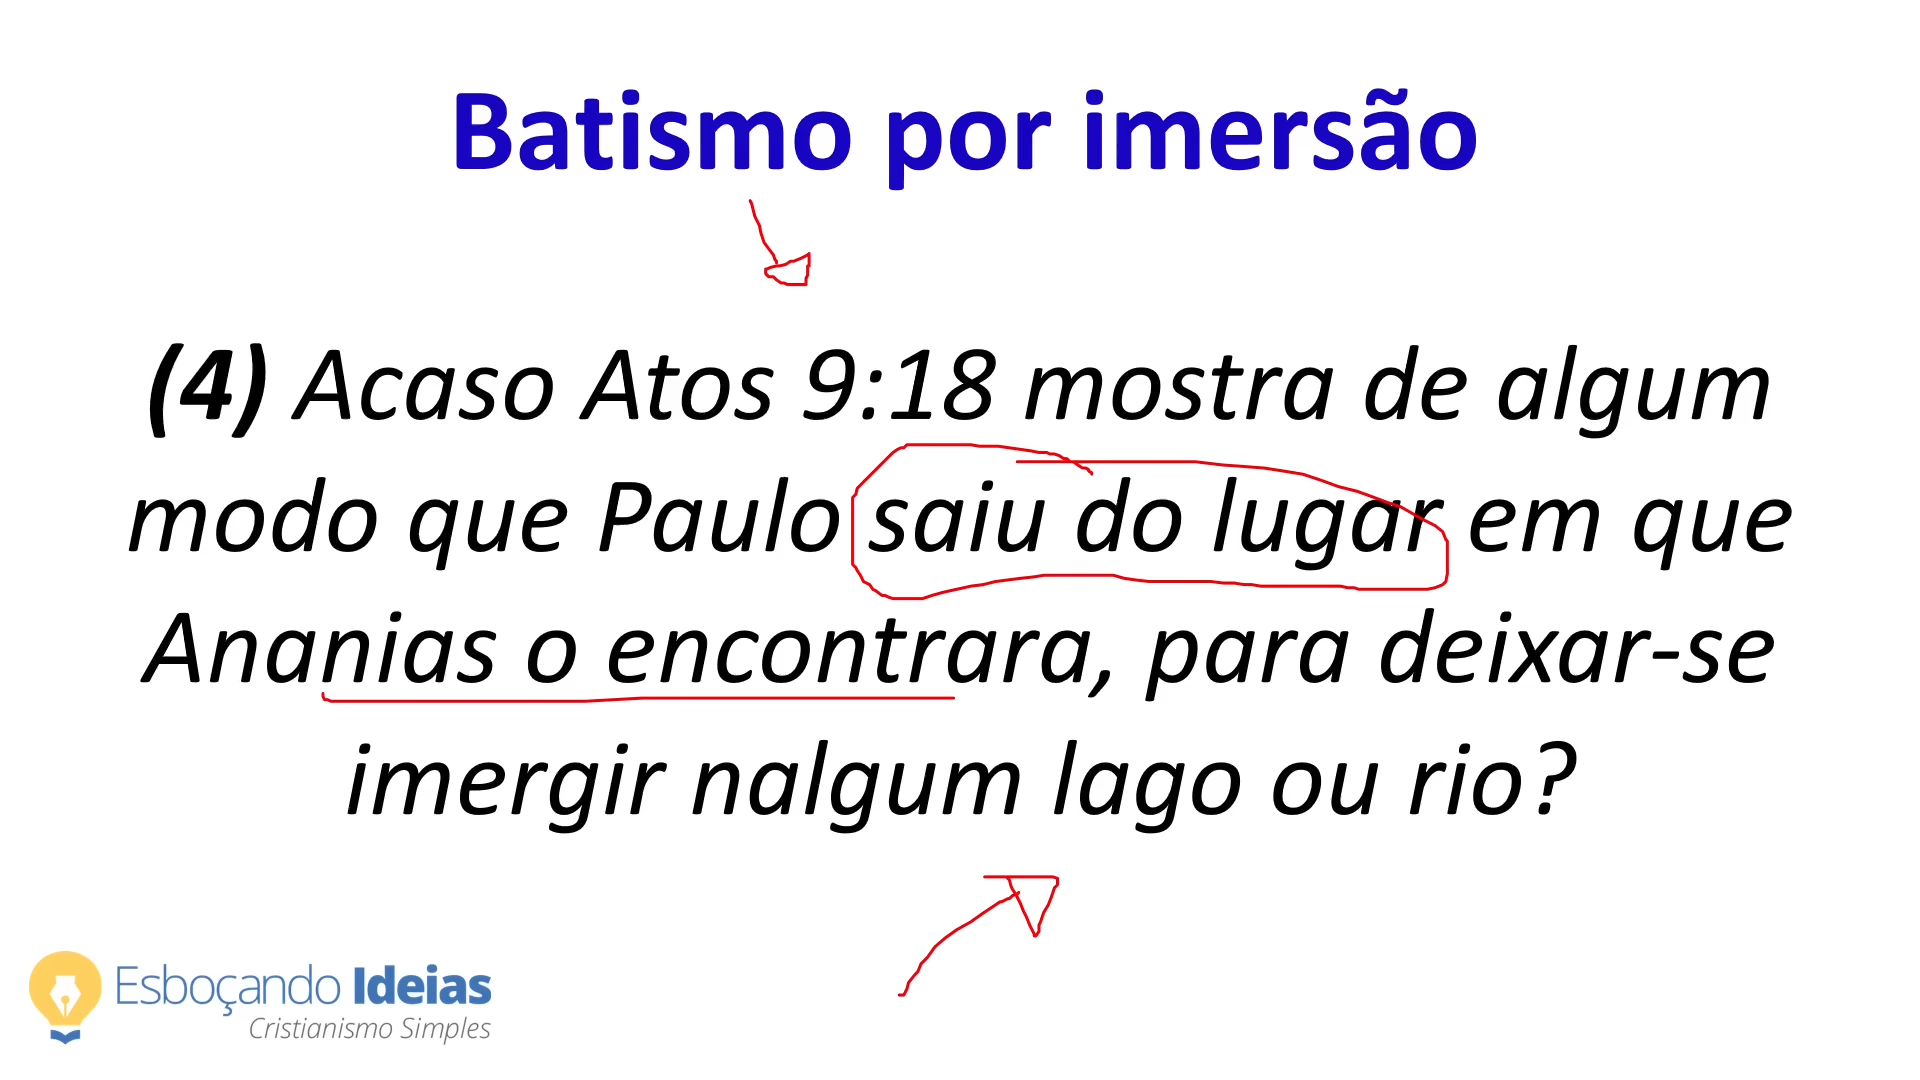 Batismo por imersão
(4) Acaso Atos 9:18 mostra de algum
modo que Paulo saiu do lugar em que
Ananias o encontrara, para deixar-se
imergir nalgum lago ou rio?
Esboçando Ideias
Cristianismo Simples